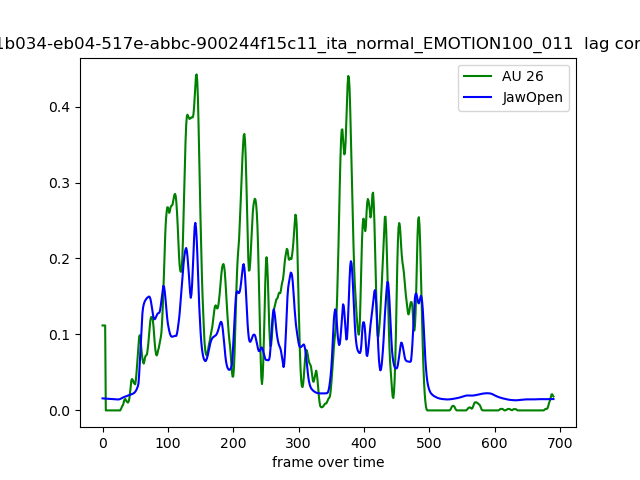 1b034-eb04-517e-abbc-900244f15c11_ita_normal_EMOTION100_011 lag cor
AU 26
JawOpen
0.4
0.3
0.2
0.1
0.0
0 100 200 300 400 500 600 700
frame over time